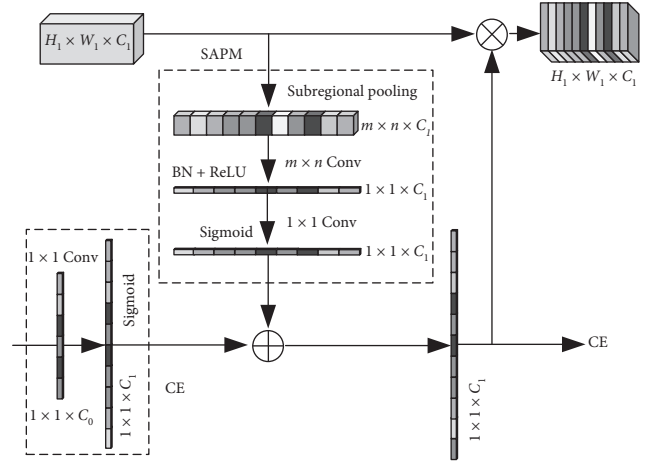 H₁ × W₁ × C₁
SAPM
H₁ × W₁ × C₁
Subregional pooling
m × n × C₁
m × n Conv
BN + ReLU
1 × 1 × C₁
1 × 1 Conv
Sigmoid
1 × 1 × C₁
1 × 1 Conv
Sigmoid
1 × 1 × C₀
1 × 1 × C₁
CE
1 × 1 × C₁
CE